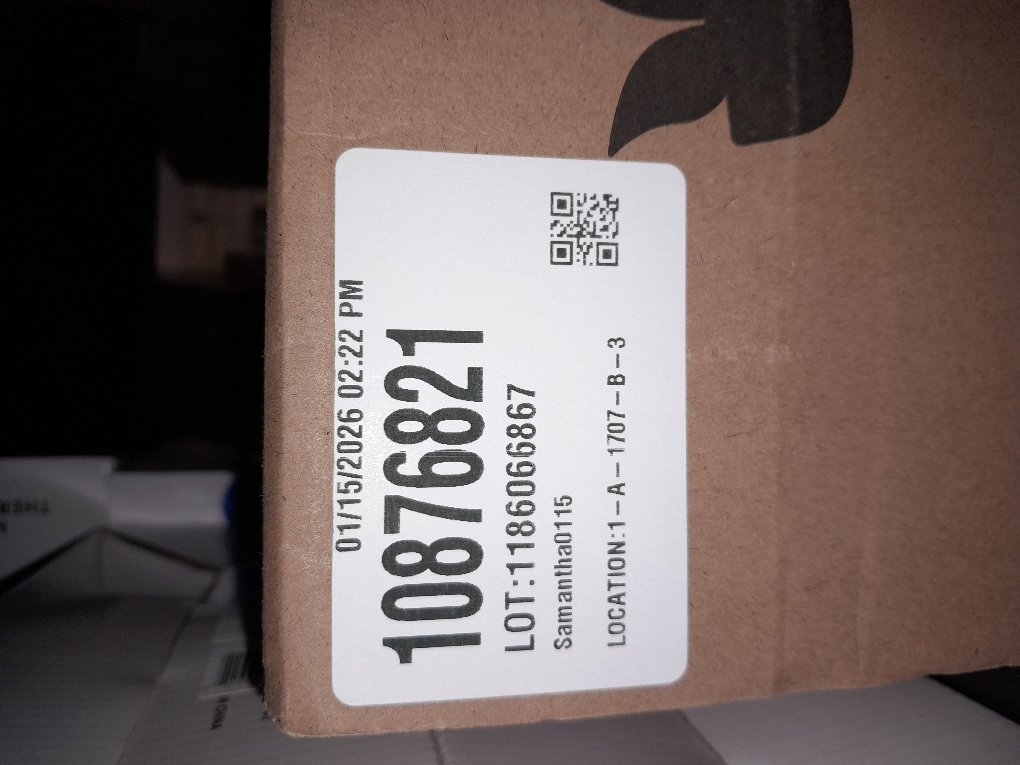 01/15/2026 02:22 PM
10876821
LOT:1186066867
Samantha0115
LOCATION:1-A-1707-B-3